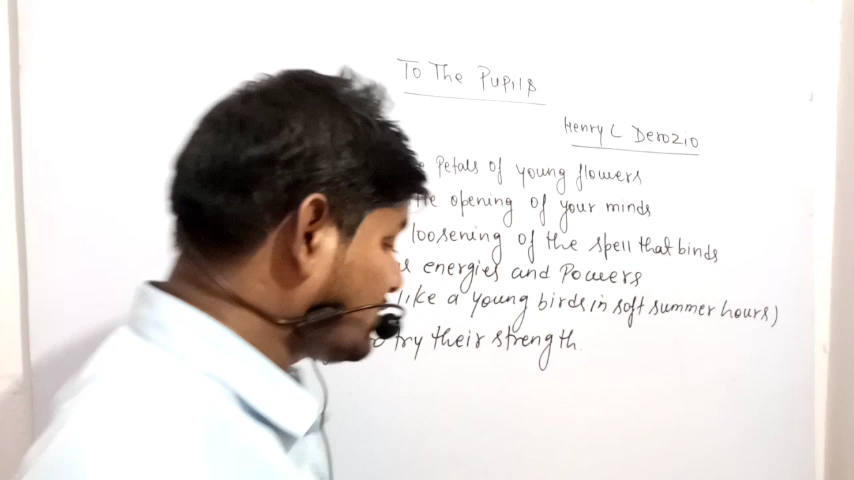 To The Pupils
Henry L Derozio
Petals of young flowers
the opening of your minds
loosening of the spell that binds
energies and Powers
like a young birds in soft summer hours)
try their strength.